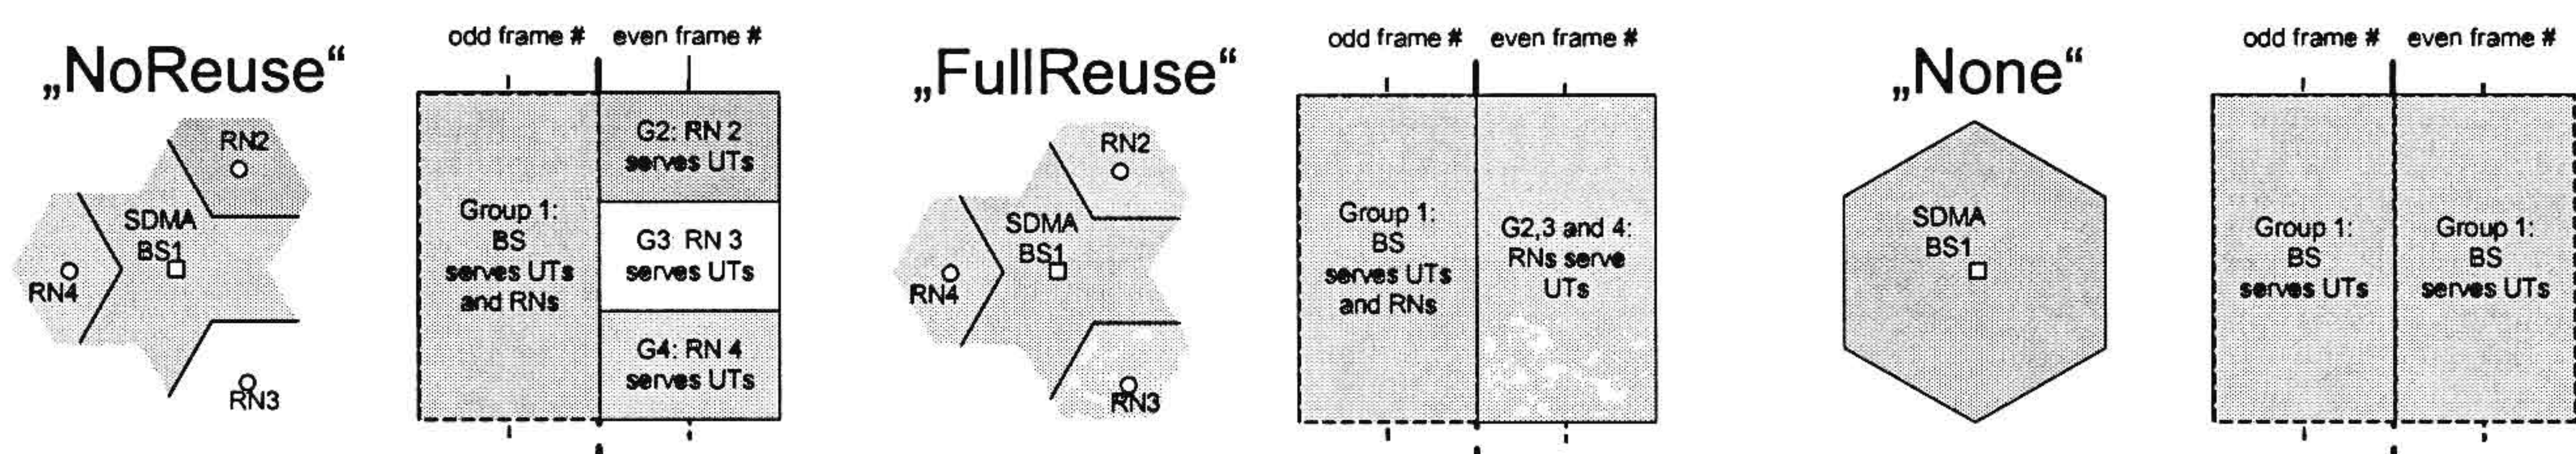 „NoReuse“
odd frame #
even frame #
RN2
SDMA
BS1
RN4
RN3
Group 1:
BS
serves UTs
and RNs
G2: RN 2
serves UTs
G3: RN 3
serves UTs
G4: RN 4
serves UTs
„FullReuse“
odd frame #
even frame #
RN2
SDMA
BS1
RN4
RN3
Group 1:
BS
serves UTs
and RNs
G2,3 and 4:
RNs serve
UTs
„None“
odd frame #
even frame #
SDMA
BS1
Group 1:
BS
serves UTs
Group 1:
BS
serves UTs